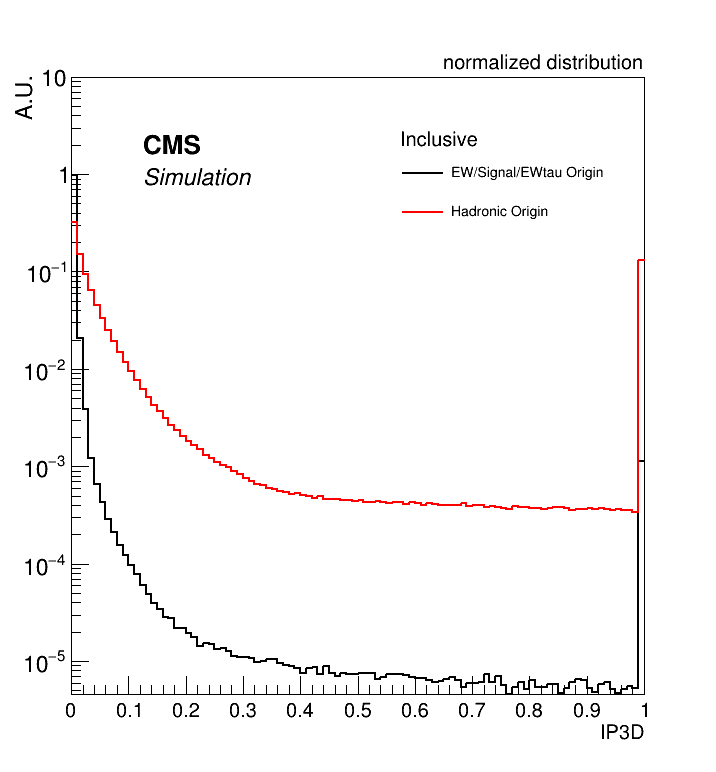 normalized distribution
A.U.
CMS
Simulation
Inclusive
EW/Signal/EWtau Origin
Hadronic Origin
10
1
10⁻¹
10⁻²
10⁻³
10⁻⁴
10⁻⁵
0 0.1 0.2 0.3 0.4 0.5 0.6 0.7 0.8 0.9 1
IP3D